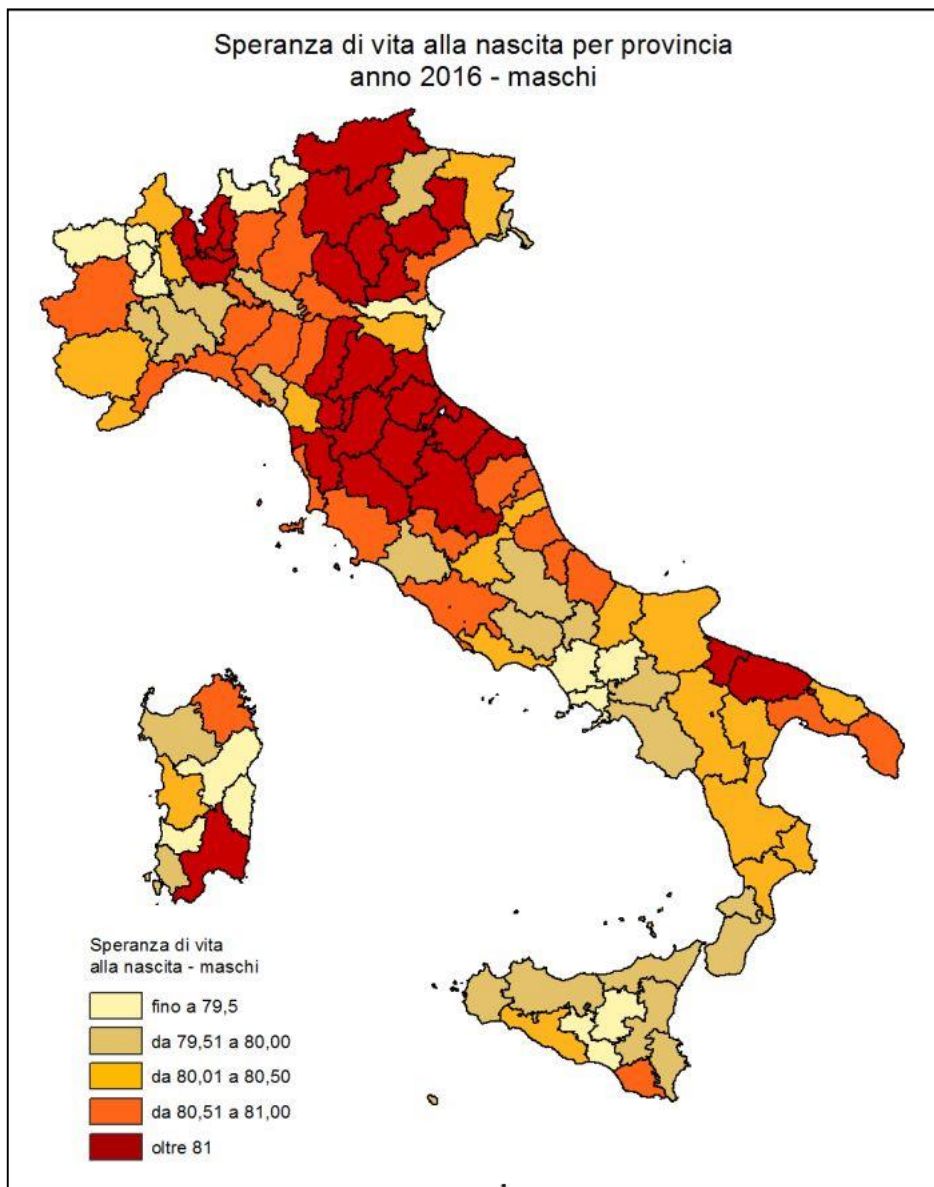 Speranza di vita alla nascita per provincia
anno 2016 - maschi
Speranza di vita
alla nascita - maschi
fino a 79,5
da 79,51 a 80,00
da 80,01 a 80,50
da 80,51 a 81,00
oltre 81